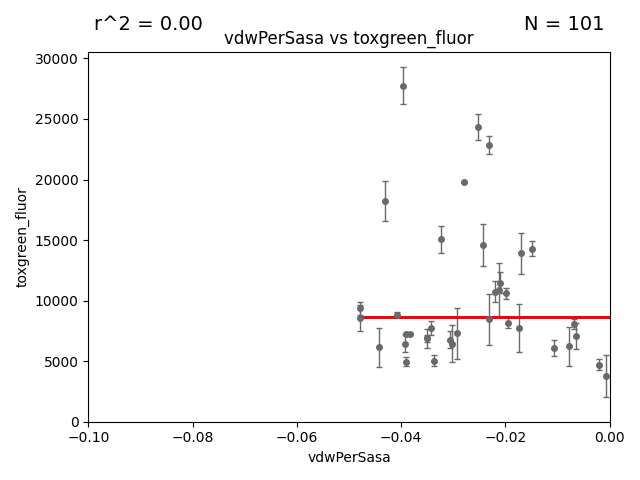 r^2 = 0.00
N = 101
vdwPerSasa vs toxgreen_fluor
toxgreen_fluor
30000
25000
20000
15000
10000
5000
0
−0.10
−0.08
−0.06
−0.04
−0.02
0.00
vdwPerSasa